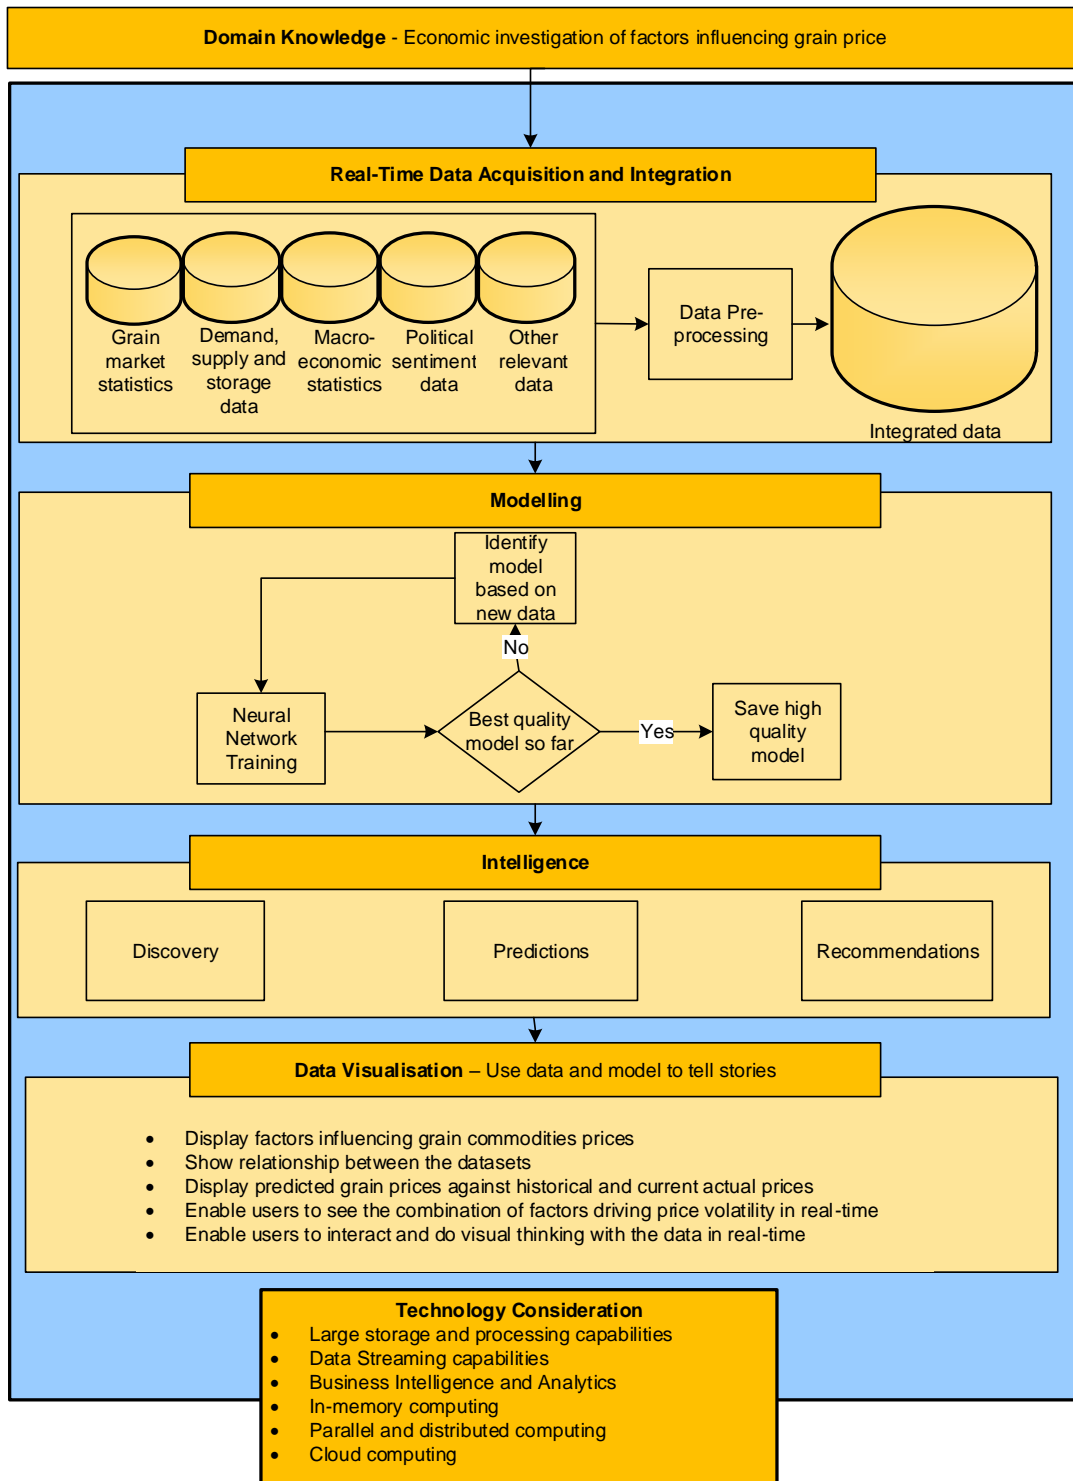 Domain Knowledge - Economic investigation of factors influencing grain price
Real-Time Data Acquisition and Integration
Grain
market
statistics
Demand,
supply and
storage
data
Macro-
economic
statistics
Political
sentiment
data
Other
relevant
data
Data Pre-
processing
Integrated data
Modelling
Identify
model
based on
new data
No
Neural
Network
Training
Best quality
model so far
Yes
Save high
quality
model
Intelligence
Discovery
Predictions
Recommendations
Data Visualisation – Use data and model to tell stories
• Display factors influencing grain commodities prices
• Show relationship between the datasets
• Display predicted grain prices against historical and current actual prices
• Enable users to see the combination of factors driving price volatility in real-time
• Enable users to interact and do visual thinking with the data in real-time
Technology Consideration
• Large storage and processing capabilities
• Data Streaming capabilities
• Business Intelligence and Analytics
• In-memory computing
• Parallel and distributed computing
• Cloud computing